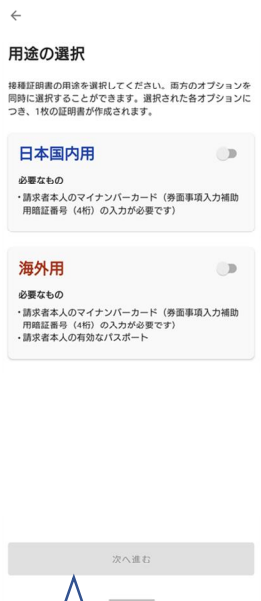 用途の選択
接種証明書の用途を選択してください。両方のオプションを
同時に選択することができます。選択された各オプションに
つき、1枚の証明書が作成されます。
日本国内用
必要なもの
・請求者本人のマイナンバーカード（券面事項入力補助
用暗証番号（4桁）の入力が必要です）
海外用
必要なもの
・請求者本人のマイナンバーカード（券面事項入力補助
用暗証番号（4桁）の入力が必要です）
・請求者本人の有効なパスポート
次へ進む